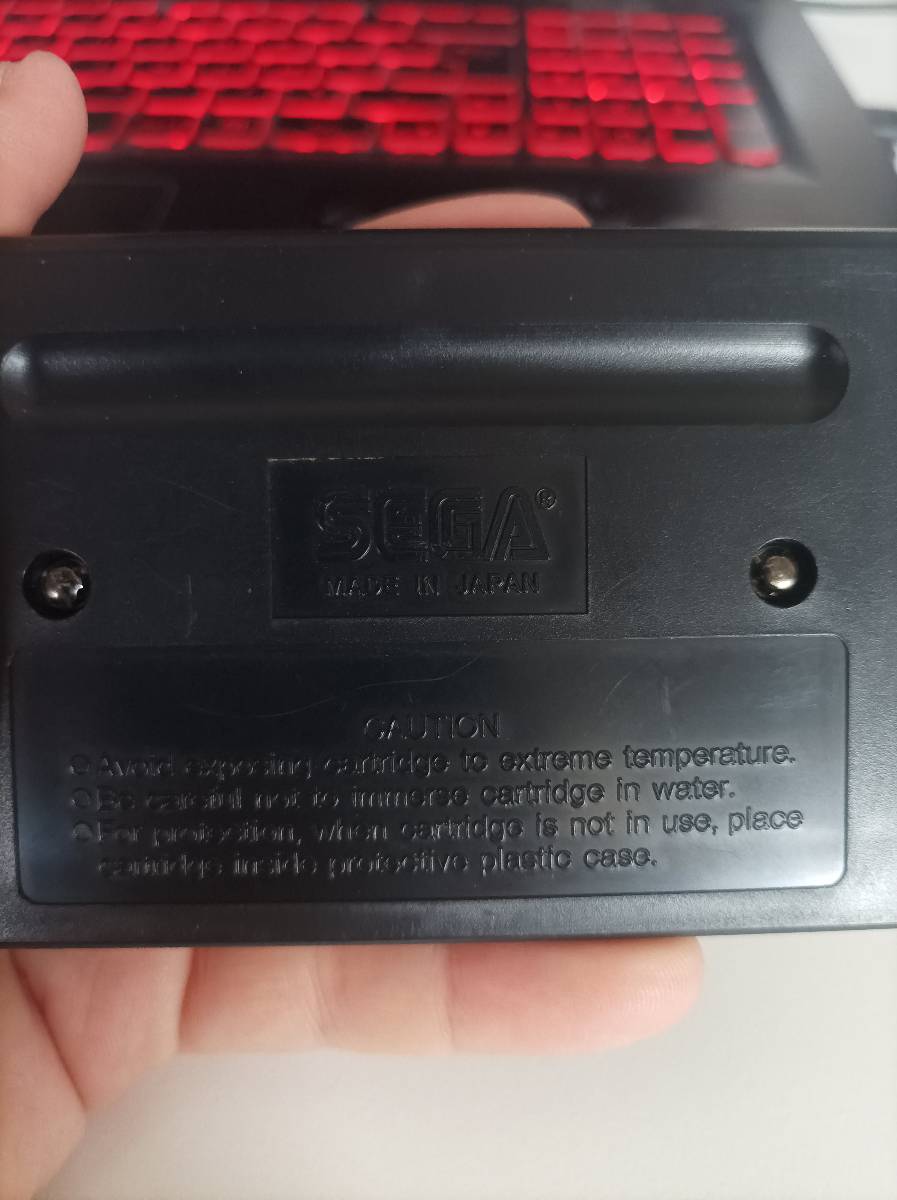 SEGA®
MADE IN JAPAN
CAUTION
Avoid exposing cartridge to extreme temperature.
Be careful not to immerse cartridge in water.
For protection, when cartridge is not in use, place
cartridge inside protective plastic case.